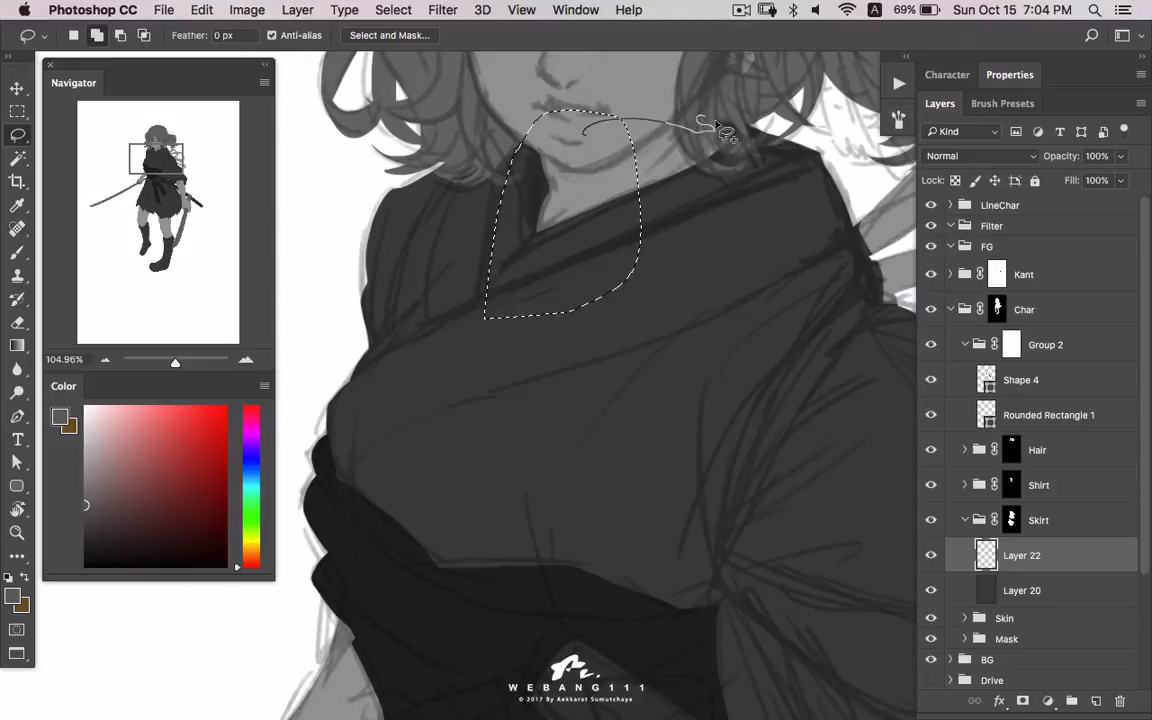 Photoshop CC File Edit Image Layer Type Select Filter 3D View Window Help A 69% Sun Oct 15 7:04 PM
Feather: 0 px Anti-alias Select and Mask...
Navigator
104.96%
Color
Character Properties
Layers Brush Presets
Kind
Normal Opacity: 100%
Lock: Fill: 100%
LineChar
Filter
FG
Kant
Char
Group 2
Shape 4
Rounded Rectangle 1
Hair
Shirt
Skirt
Layer 22
Layer 20
Skin
Mask
BG
Drive
WEBANG111
© 2017 By Aekkarat Sumutchaya